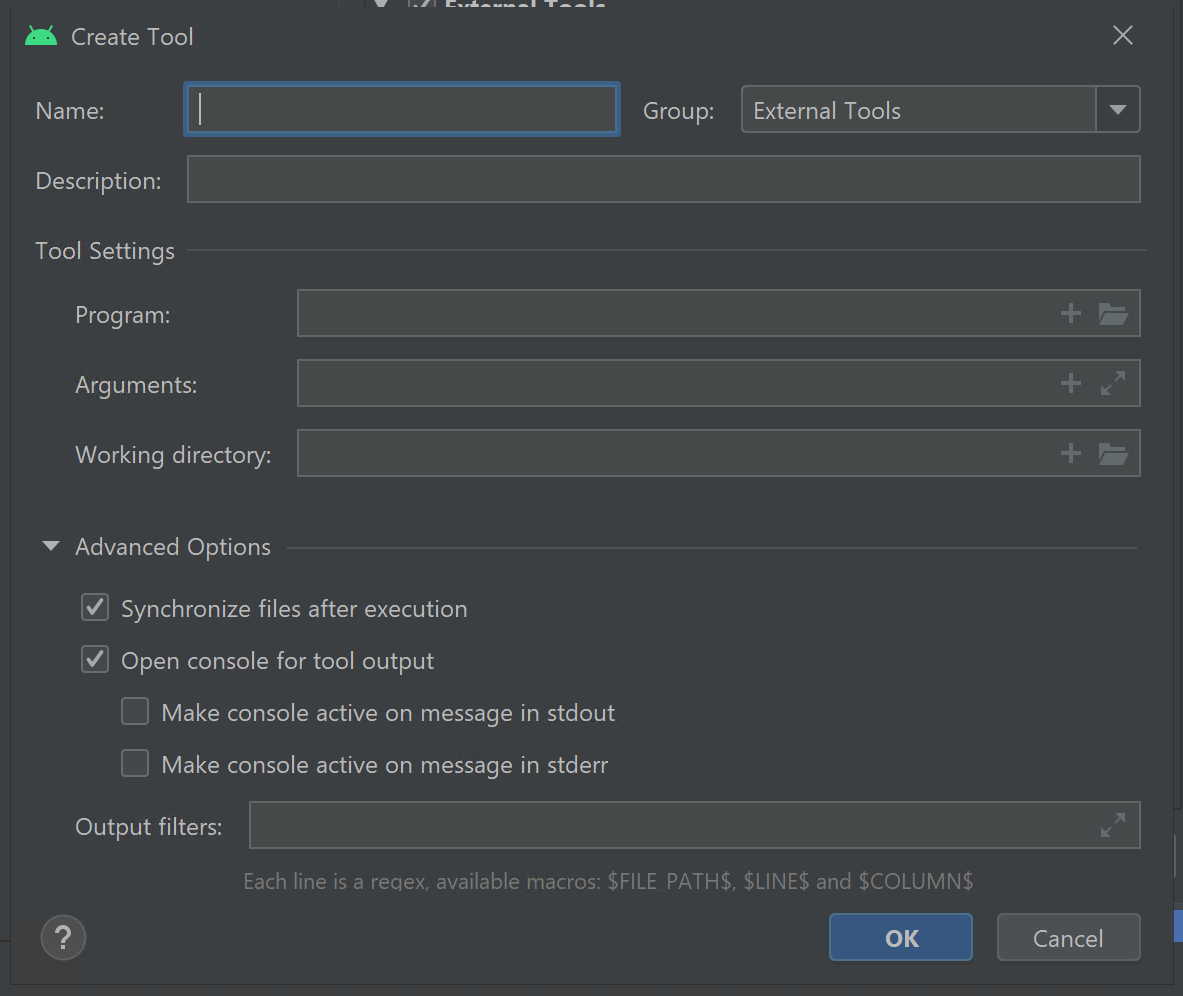 External Tools
Create Tool
Name:
Group: External Tools
Description:
Tool Settings
Program:
Arguments:
Working directory:
Advanced Options
Synchronize files after execution
Open console for tool output
Make console active on message in stdout
Make console active on message in stderr
Output filters:
Each line is a regex, available macros: $FILE_PATH$, $LINE$ and $COLUMN$
?
OK
Cancel